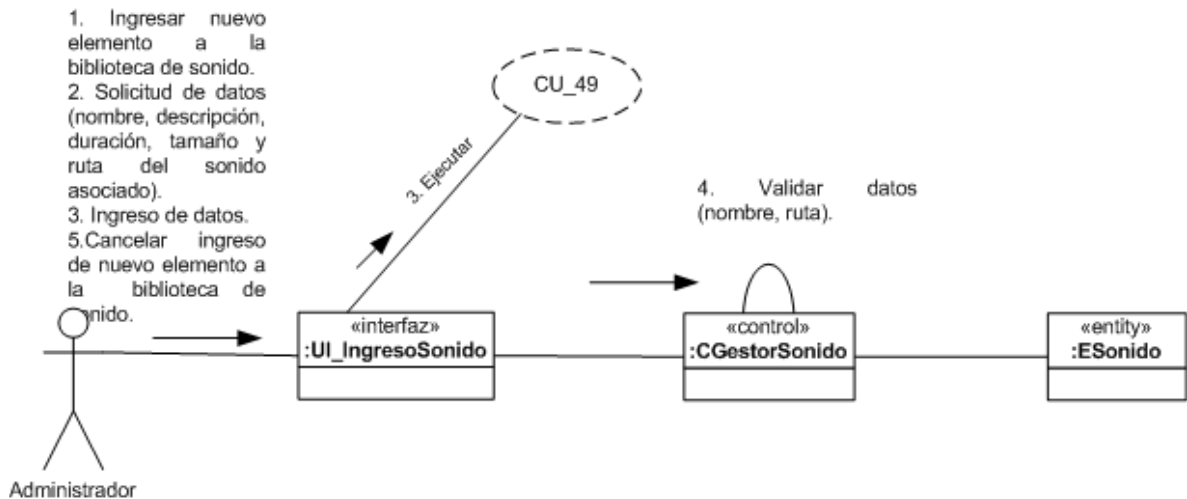 1. Ingresar nuevo
elemento a la
biblioteca de sonido.
2. Solicitud de datos
(nombre, descripción,
duración, tamaño y
ruta del sonido
asociado).
3. Ingreso de datos.
5.Cancelar ingreso
de nuevo elemento a
la biblioteca de
sonido.
CU_49
3. Ejecutar
4. Validar datos
(nombre, ruta).
«interfaz»
:UI_IngresoSonido
«control»
:CGestorSonido
«entity»
:ESonido
Administrador